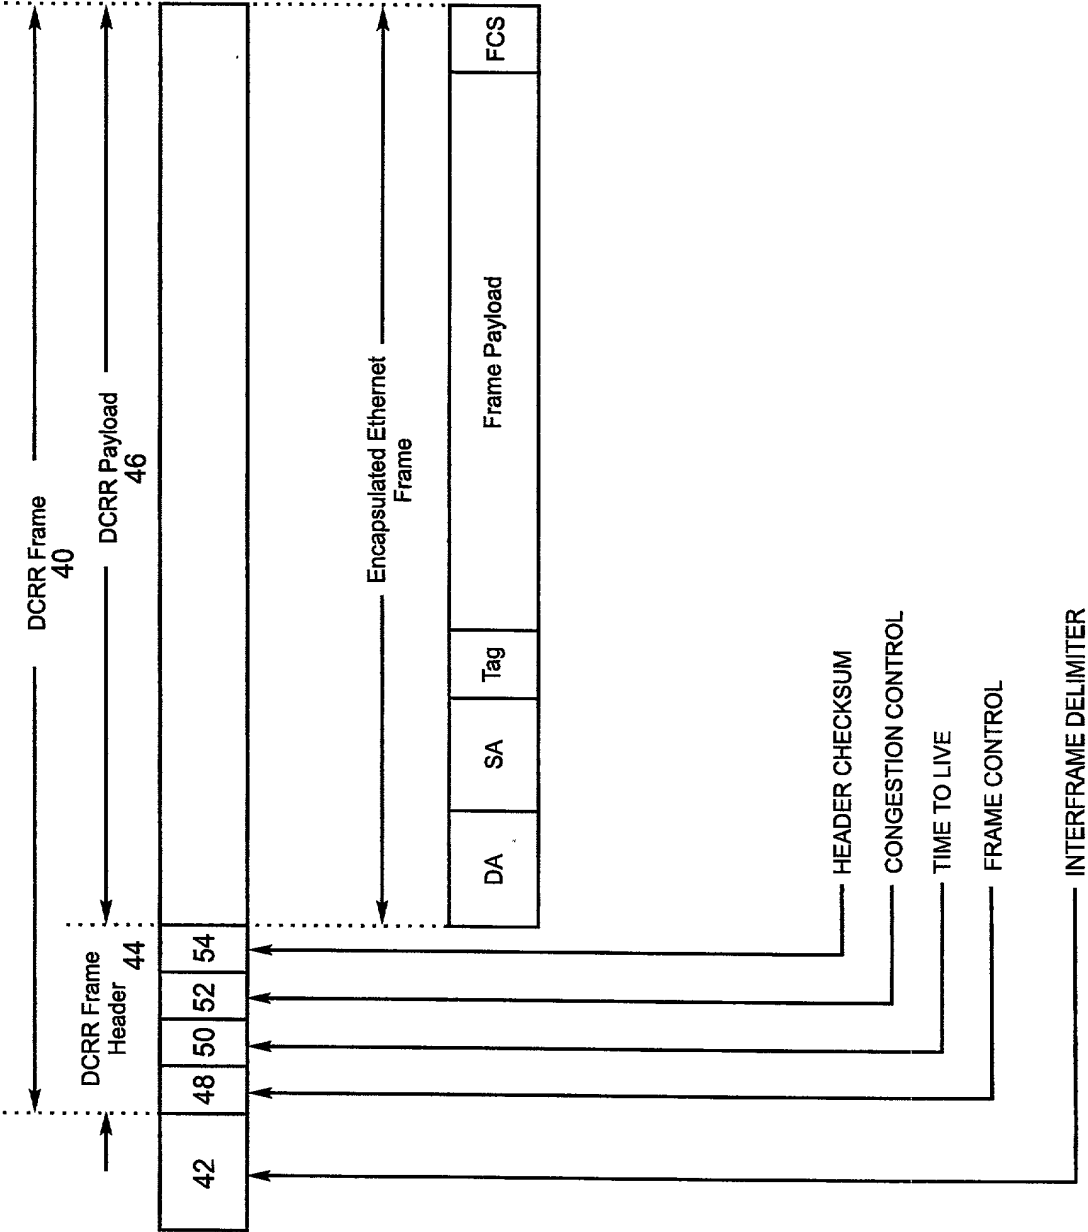 DCRR Frame
40
DCRR Frame
Header
44
DCRR Payload
46
42
48
50
52
54
Encapsulated Ethernet
Frame
DA
SA
Tag
Frame Payload
FCS
HEADER CHECKSUM
CONGESTION CONTROL
TIME TO LIVE
FRAME CONTROL
INTERFRAME DELIMITER